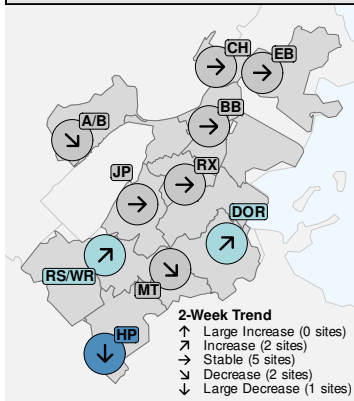 CH
EB
BB
A/B
RX
JP
DOR
RS/WR
MT
HP
2-Week Trend
↑ Large Increase (0 sites)
↗ Increase (2 sites)
→ Stable (5 sites)
↘ Decrease (2 sites)
↓ Large Decrease (1 sites)